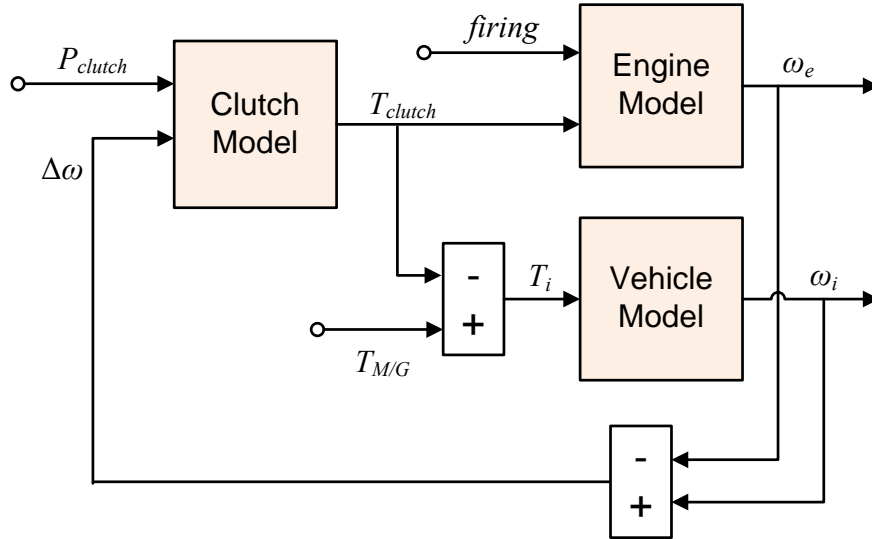 firing
P_clutch
Clutch
Model
T_clutch
Engine
Model
ω_e
Δω
-
+
T_i
Vehicle
Model
ω_i
T_M/G
-
+